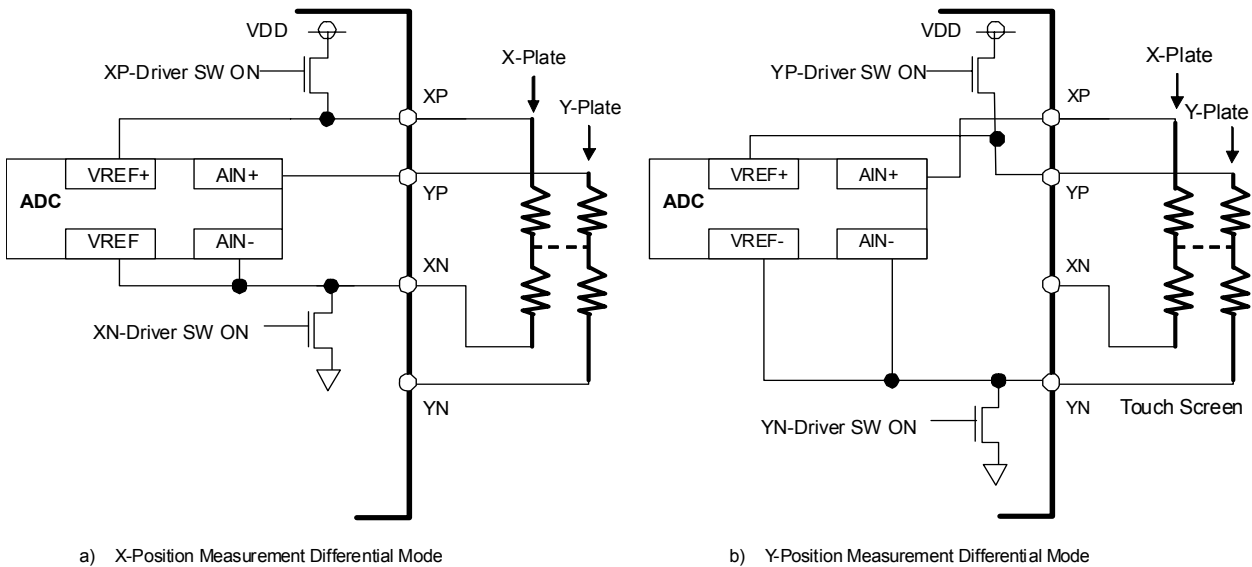 VDD
XP-Driver SW ON
X-Plate
XP
Y-Plate
VREF+
AIN+
ADC
YP
VREF
AIN-
XN
XN-Driver SW ON
YN
a) X-Position Measurement Differential Mode
VDD
YP-Driver SW ON
X-Plate
XP
Y-Plate
VREF+
AIN+
ADC
YP
VREF-
AIN-
XN
YN
Touch Screen
YN-Driver SW ON
b) Y-Position Measurement Differential Mode